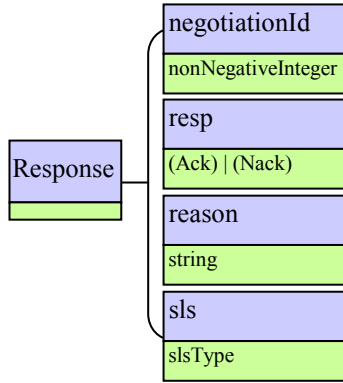 negotiationId
nonNegativeInteger
resp
(Ack) | (Nack)
Response
reason
string
sls
slsType